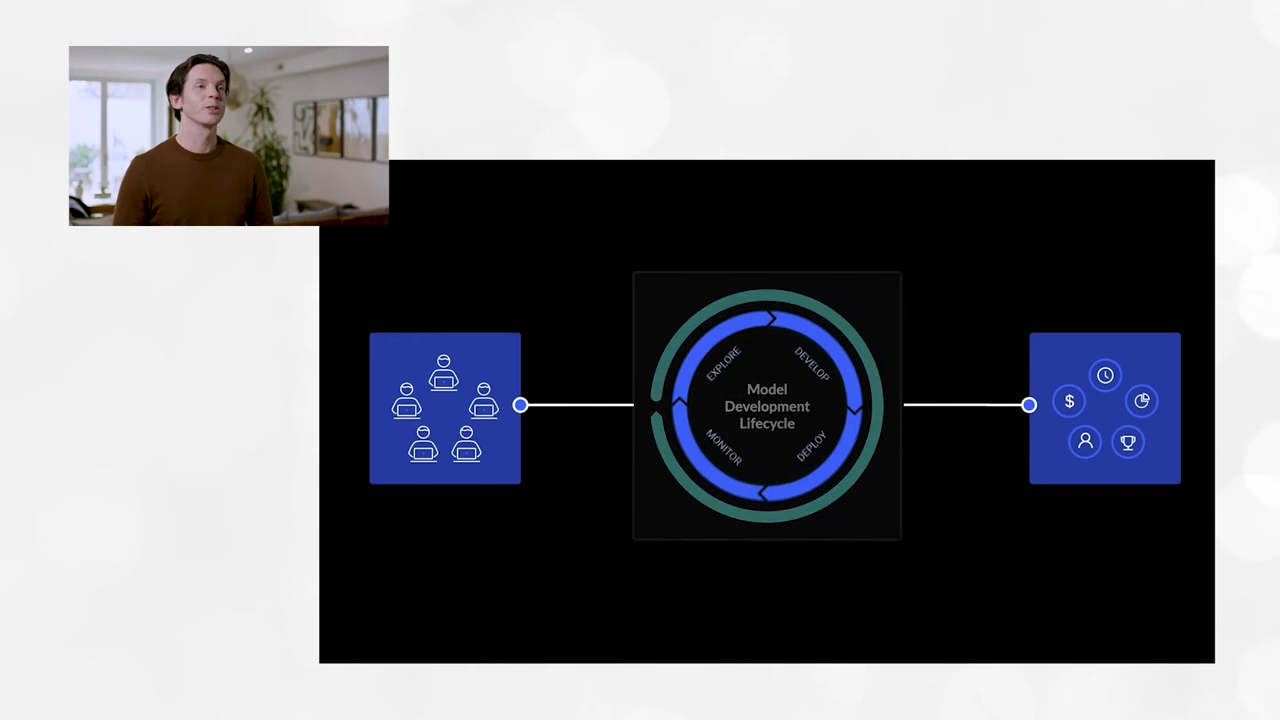 EXPLORE
DEVELOP
Model
Development
Lifecycle
MONITOR
DEPLOY
$